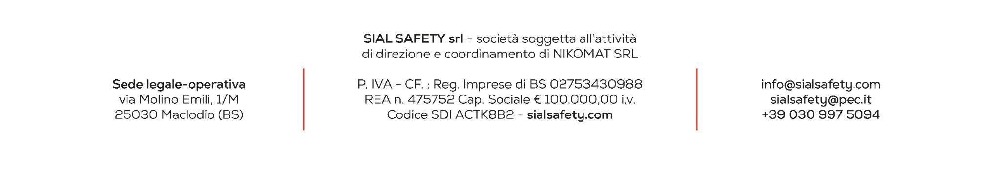 SIAL SAFETY srl - società soggetta all'attività
di direzione e coordinamento di NIKOMAT SRL
Sede legale-operativa
via Molino Emili, 1/M
25030 Maclodio (BS)
P. IVA - CF. : Reg. Imprese di BS 02753430988
REA n. 475752 Cap. Sociale € 100.000,00 i.v.
Codice SDI ACTK8B2 - sialsafety.com
info@sialsafety.com
sialsafety@pec.it
+39 030 997 5094